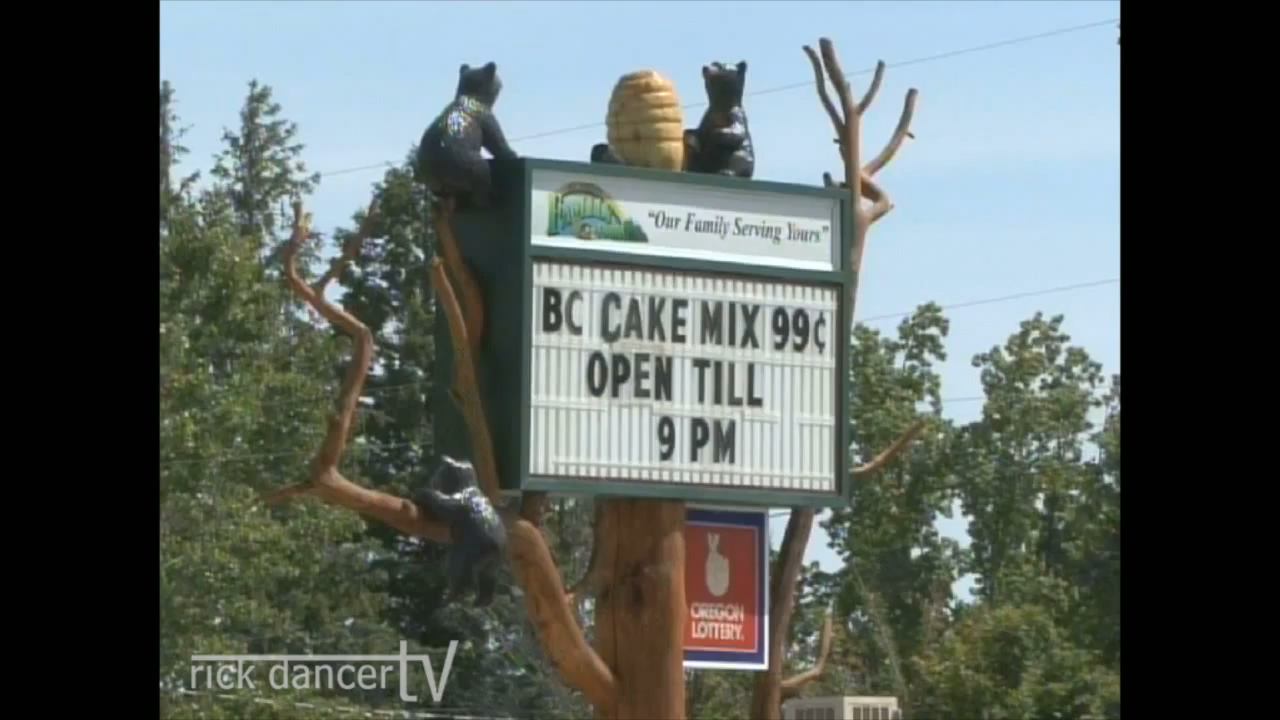 "Our Family Serving Yours"
BC CAKE MIX 99¢
OPEN TILL
9 PM
OREGON
LOTTERY.
rick dancer tv